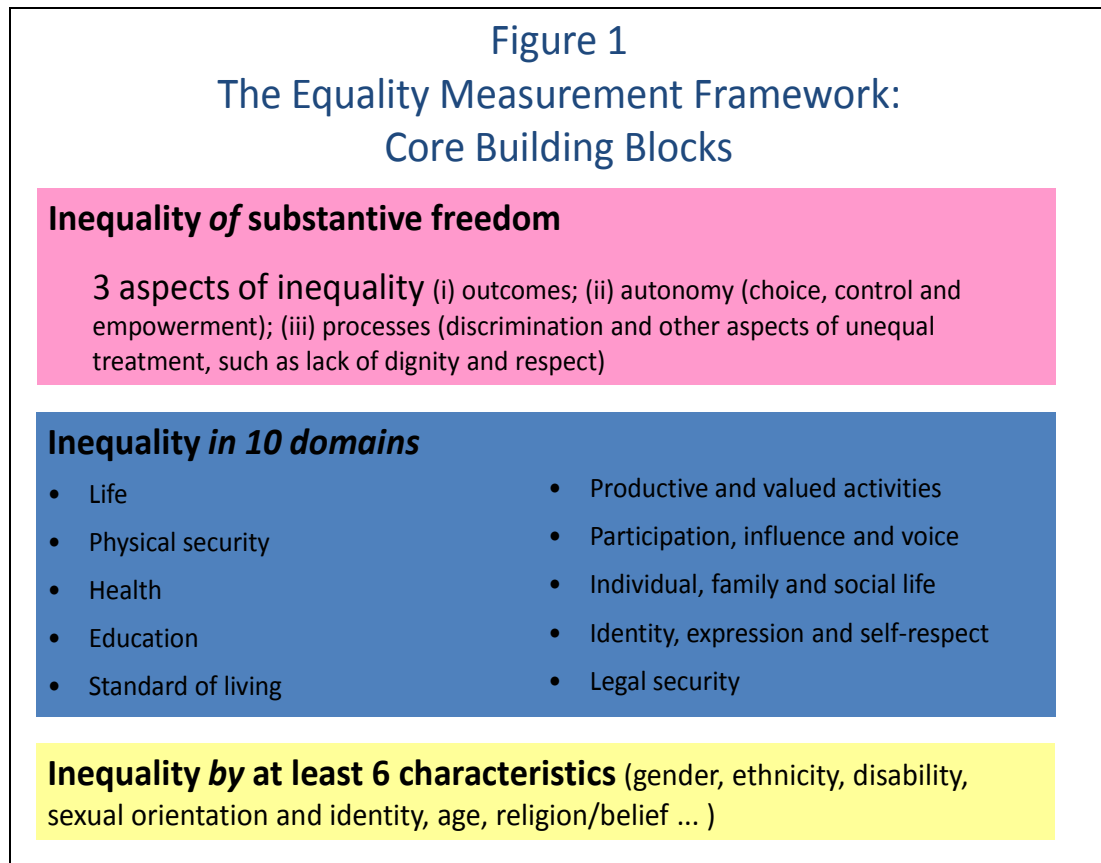 Figure 1
The Equality Measurement Framework:
Core Building Blocks
Inequality of substantive freedom
3 aspects of inequality (i) outcomes; (ii) autonomy (choice, control and
empowerment); (iii) processes (discrimination and other aspects of unequal
treatment, such as lack of dignity and respect)
Inequality in 10 domains
• Life
• Physical security
• Health
• Education
• Standard of living
• Productive and valued activities
• Participation, influence and voice
• Individual, family and social life
• Identity, expression and self-respect
• Legal security
Inequality by at least 6 characteristics (gender, ethnicity, disability,
sexual orientation and identity, age, religion/belief ... )